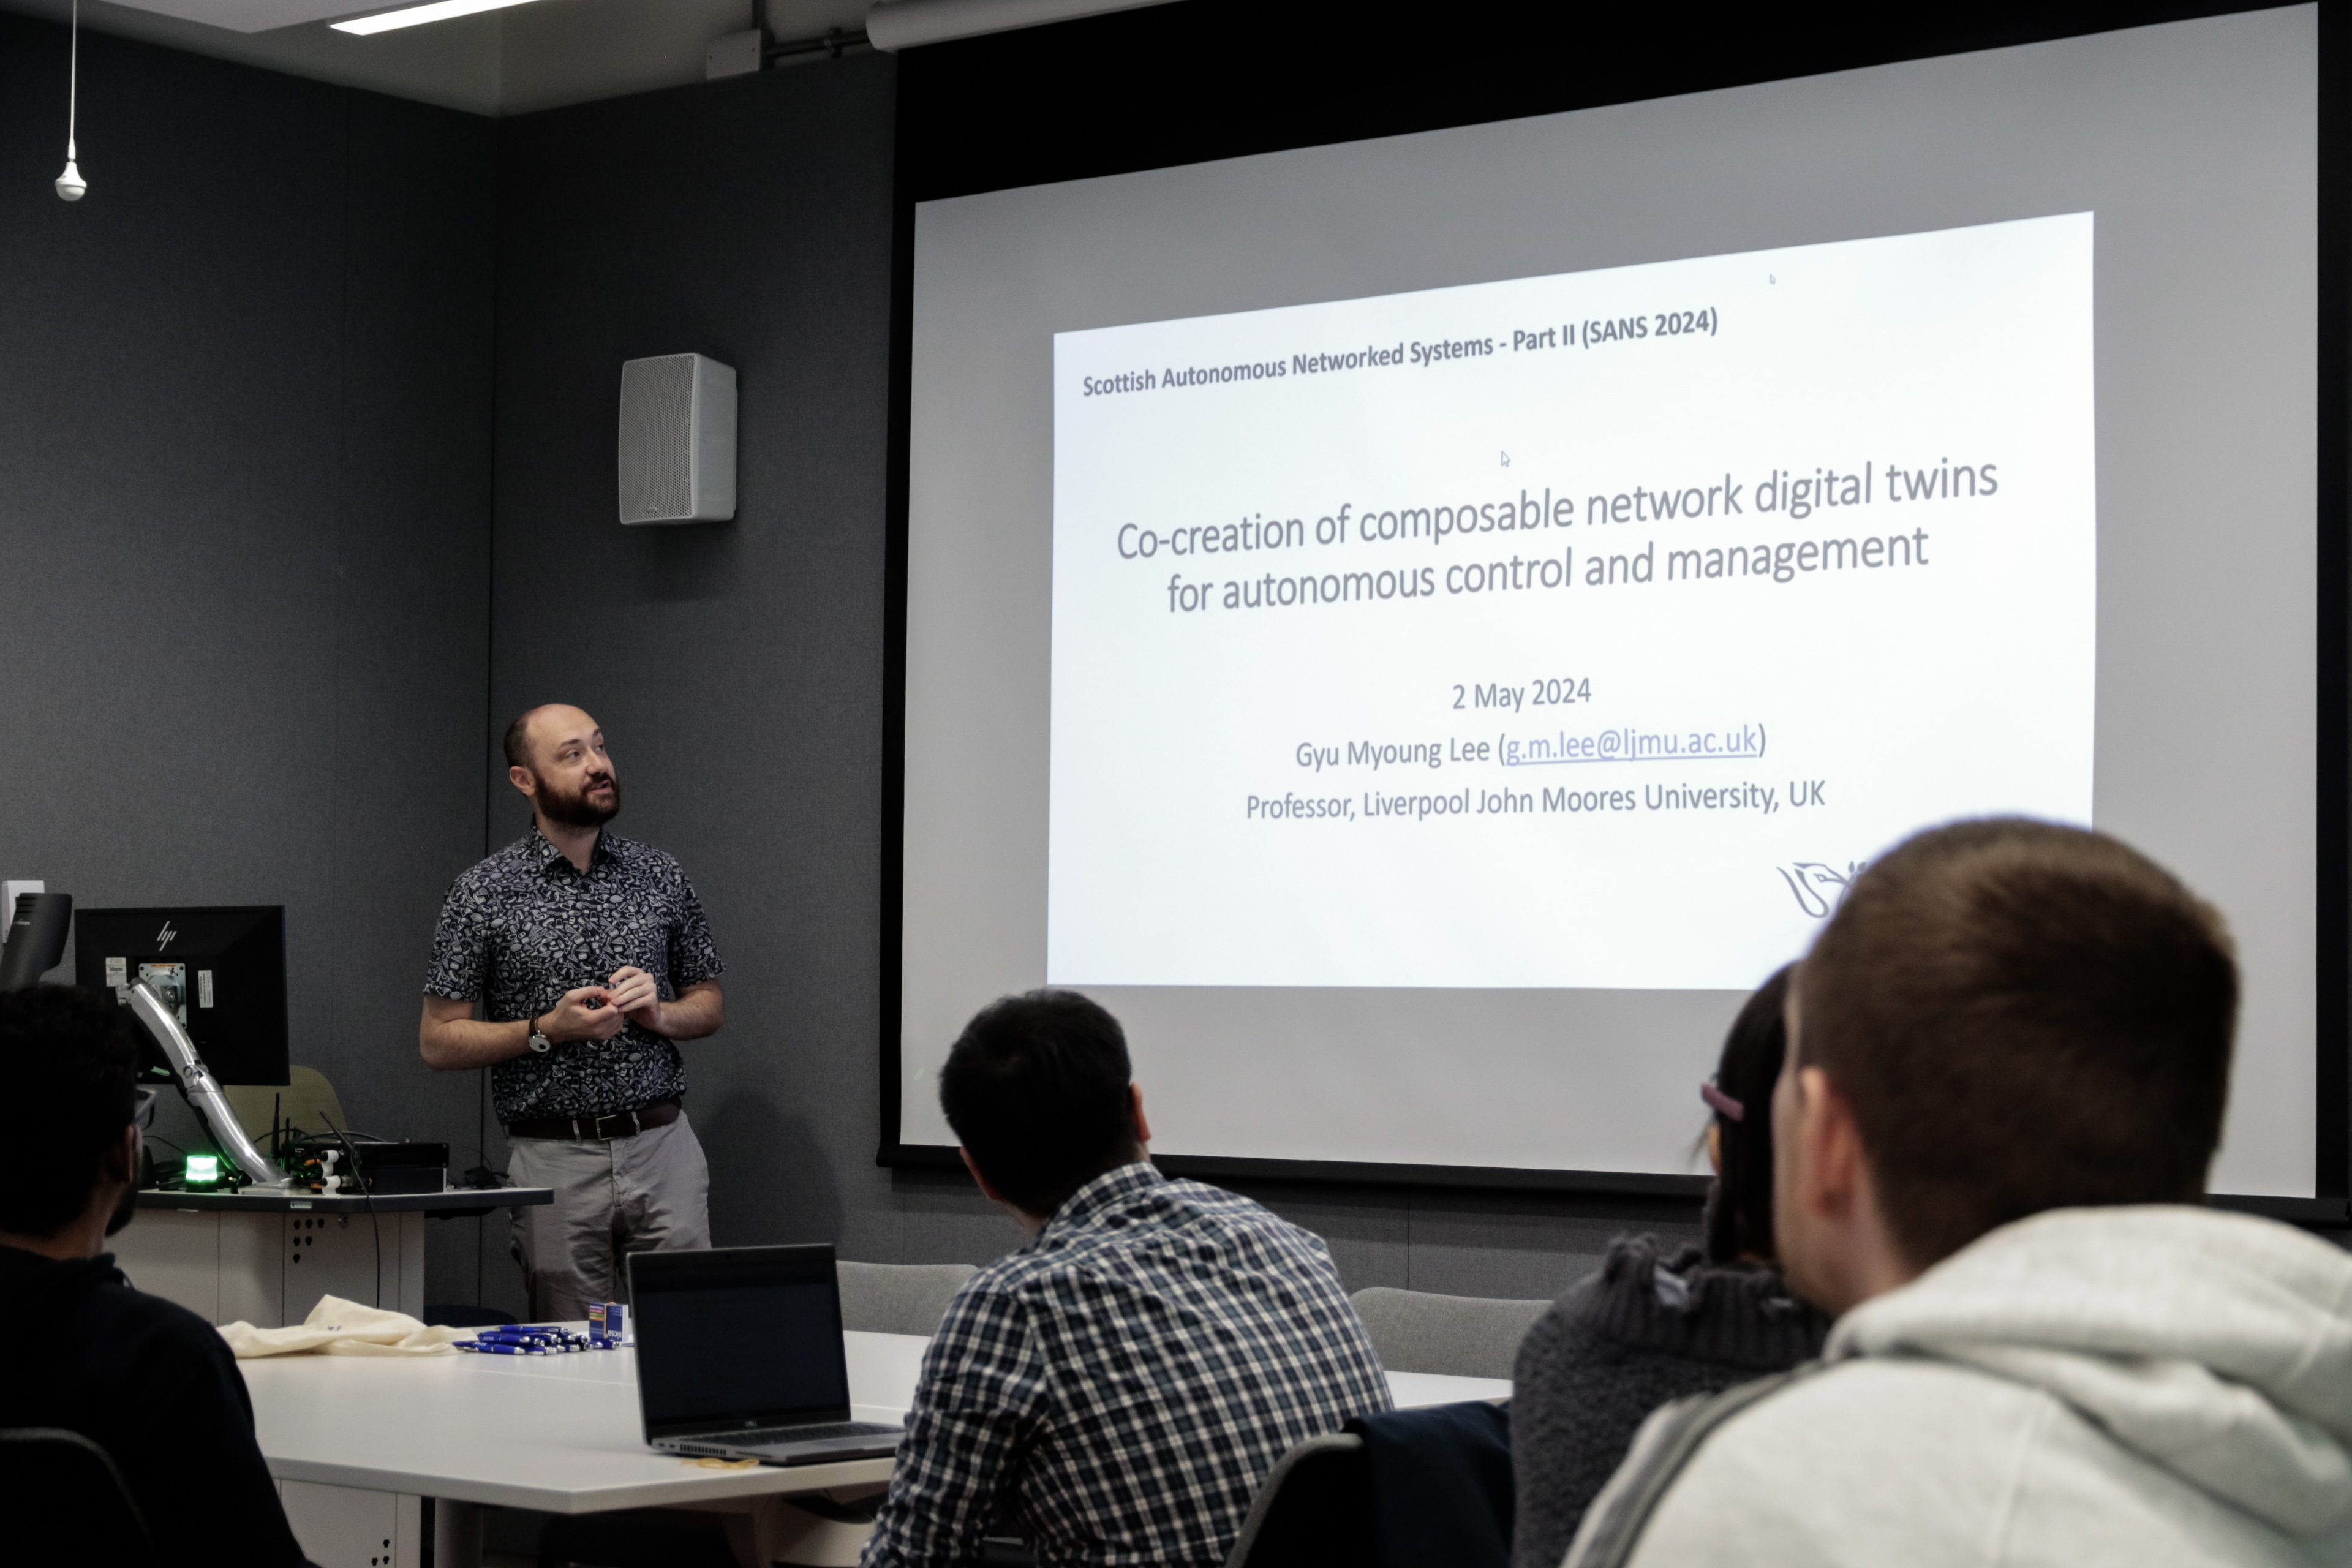 Scottish Autonomous Networked Systems - Part II (SANS 2024)
Co-creation of composable network digital twins
for autonomous control and management
2 May 2024
Gyu Myoung Lee (g.m.lee@ljmu.ac.uk)
Professor, Liverpool John Moores University, UK
hp